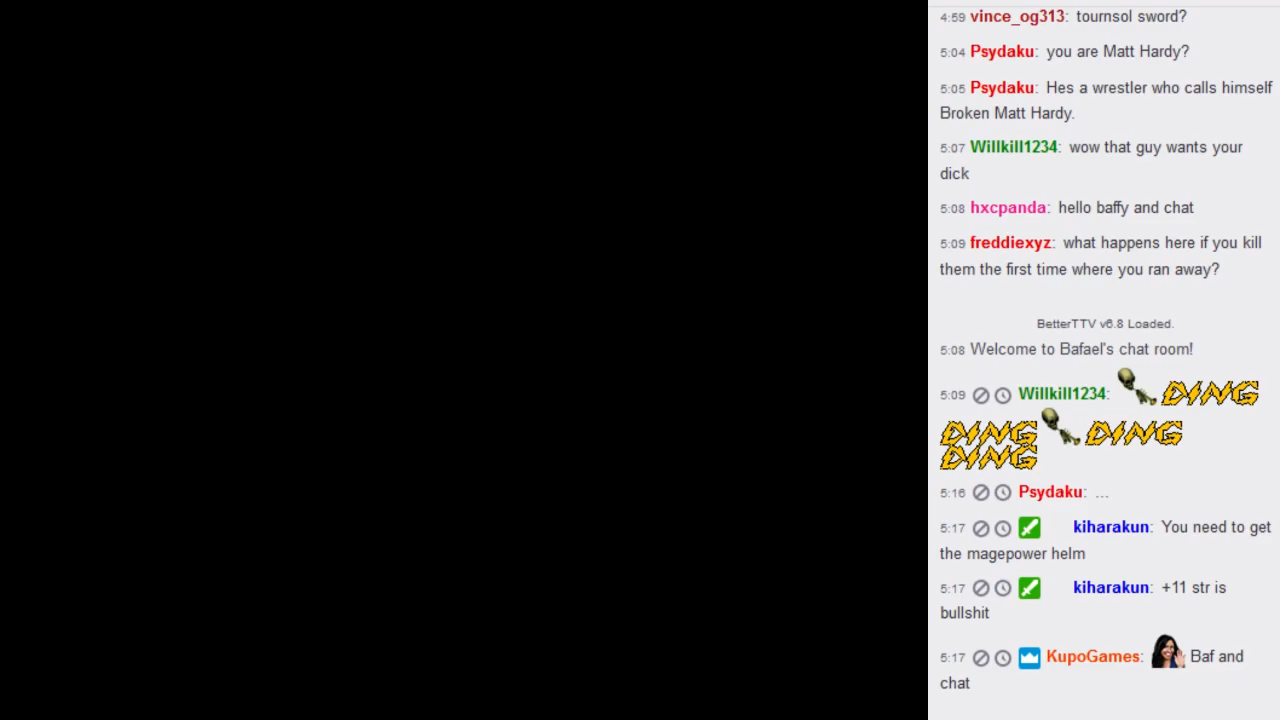 4:59 vince_og313: tournsol sword?
5:04 Psydaku: you are Matt Hardy?
5:05 Psydaku: Hes a wrestler who calls himself
Broken Matt Hardy.
5:07 Willkill1234: wow that guy wants your
dick
5:08 hxcpanda: hello baffy and chat
5:09 freddiexyz: what happens here if you kill
them the first time where you ran away?
BetterTTV v6.8 Loaded.
5:08 Welcome to Bafael's chat room!
5:09 Willkill1234: DING
DING DING
DING
5:16 Psydaku: ...
5:17 kiharakun: You need to get
the magepower helm
5:17 kiharakun: +11 str is
bullshit
5:17 KupoGames: Baf and
chat